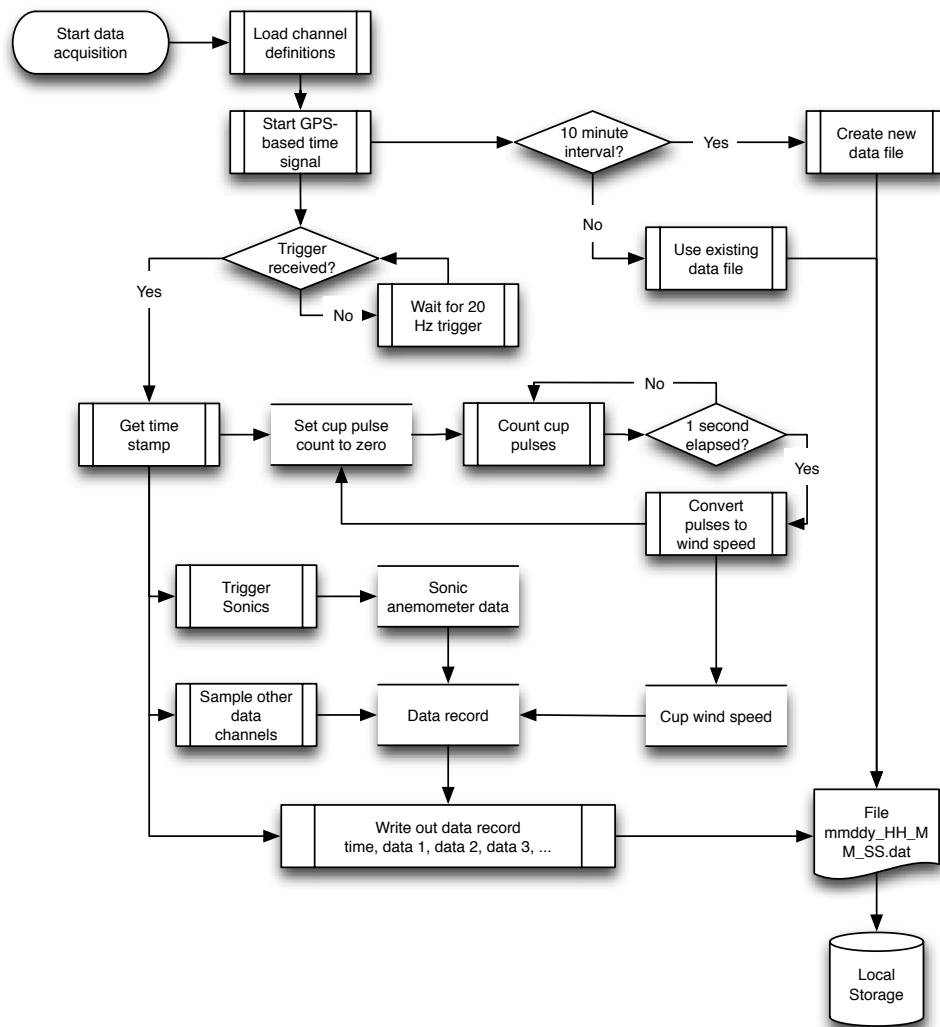 Start data
acquisition
Load channel
definitions
Start GPS-
based time
signal
10 minute
interval?
Yes
Create new
data file
No
Use existing
data file
Trigger
received?
Yes
No
Wait for 20
Hz trigger
No
Get time
stamp
Set cup pulse
count to zero
Count cup
pulses
1 second
elapsed?
Yes
Convert
pulses to
wind speed
Trigger
Sonics
Sonic
anemometer data
Sample other
data
channels
Data record
Cup wind speed
Write out data record
time, data 1, data 2, data 3, ...
File
mmddy_HH_M
M_SS.dat
Local
Storage